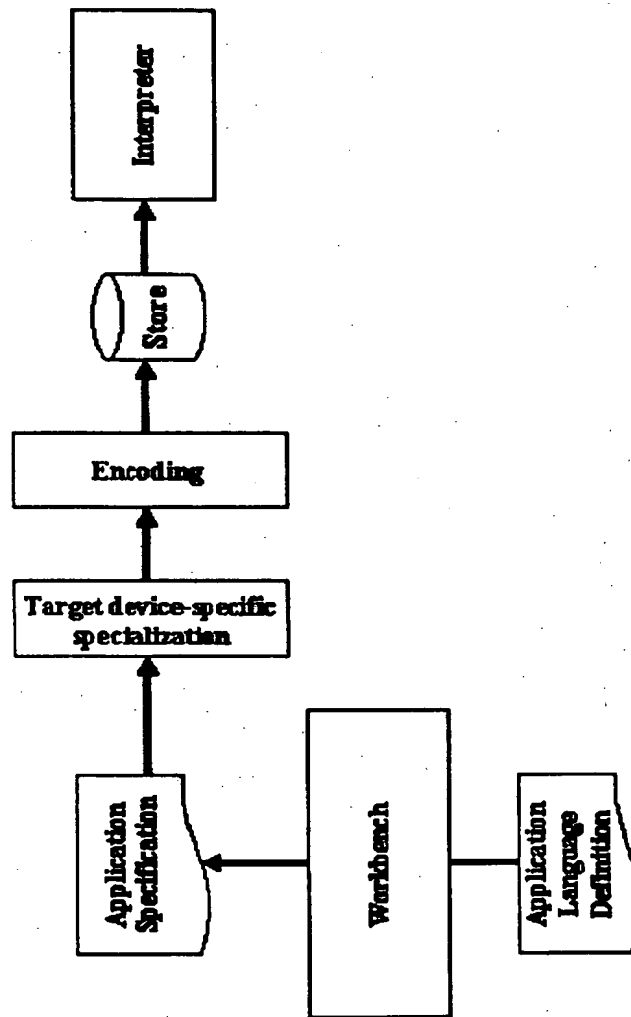 Interpreter
Store
Encoding
Target device-specific
specialization
Application
Specification
Workbench
Application
Language
Definition